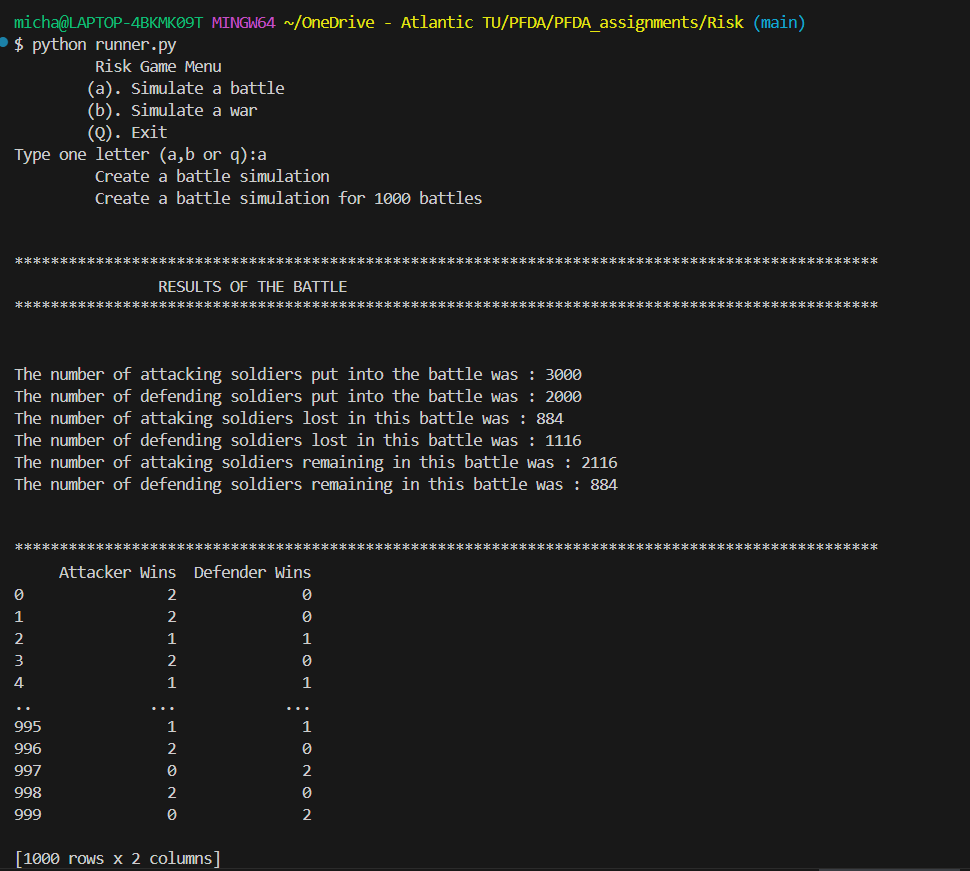 micha@LAPTOP-4BKMK09T MINGW64 ~/OneDrive - Atlantic TU/PFDA/PFDA_assignments/Risk (main)
$ python runner.py
Risk Game Menu
(a). Simulate a battle
(b). Simulate a war
(Q). Exit
Type one letter (a,b or q):a
Create a battle simulation
Create a battle simulation for 1000 battles
************************************************************************************************
RESULTS OF THE BATTLE
************************************************************************************************
The number of attacking soldiers put into the battle was : 3000
The number of defending soldiers put into the battle was : 2000
The number of attaking soldiers lost in this battle was : 884
The number of defending soldiers lost in this battle was : 1116
The number of attaking soldiers remaining in this battle was : 2116
The number of defending soldiers remaining in this battle was : 884
************************************************************************************************
Attacker Wins  Defender Wins
0 2 0
1 2 0
2 1 1
3 2 0
4 1 1
.. ... ...
995 1 1
996 2 0
997 0 2
998 2 0
999 0 2
[1000 rows x 2 columns]